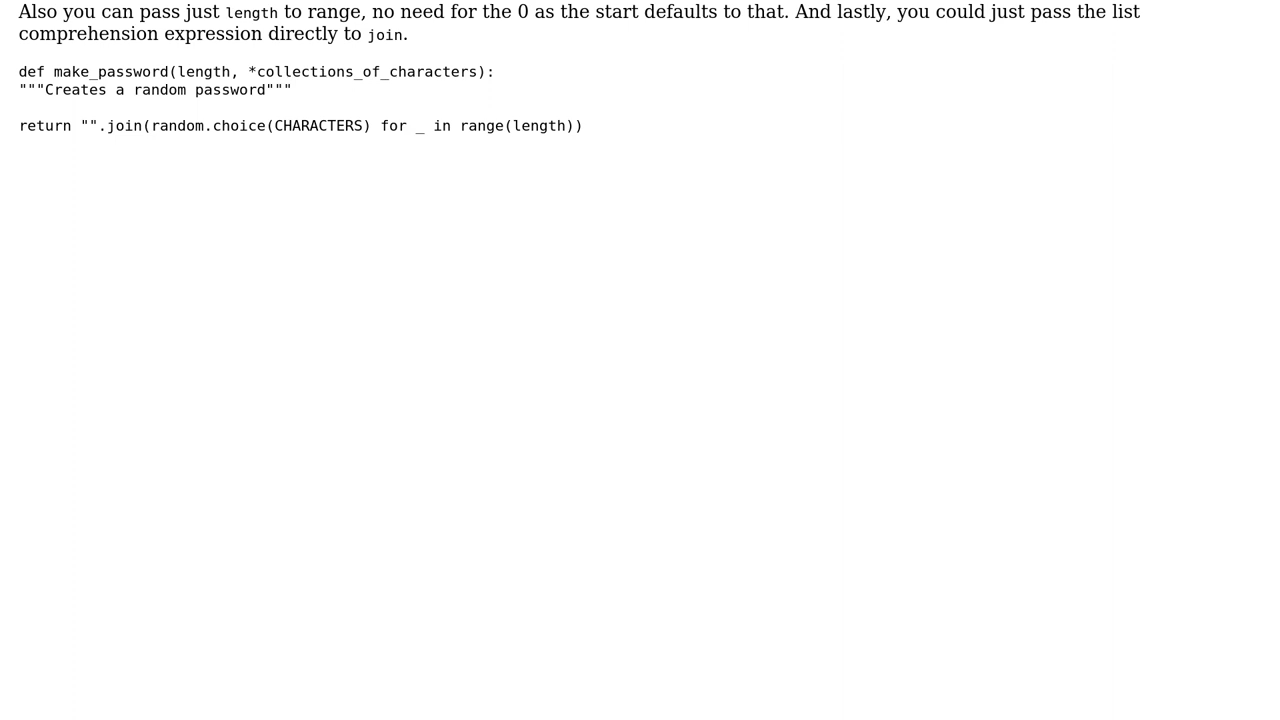 Also you can pass just length to range, no need for the 0 as the start defaults to that. And lastly, you could just pass the list
comprehension expression directly to join.
def make_password(length, *collections_of_characters):
"""Creates a random password"""
return "".join(random.choice(CHARACTERS) for _ in range(length))